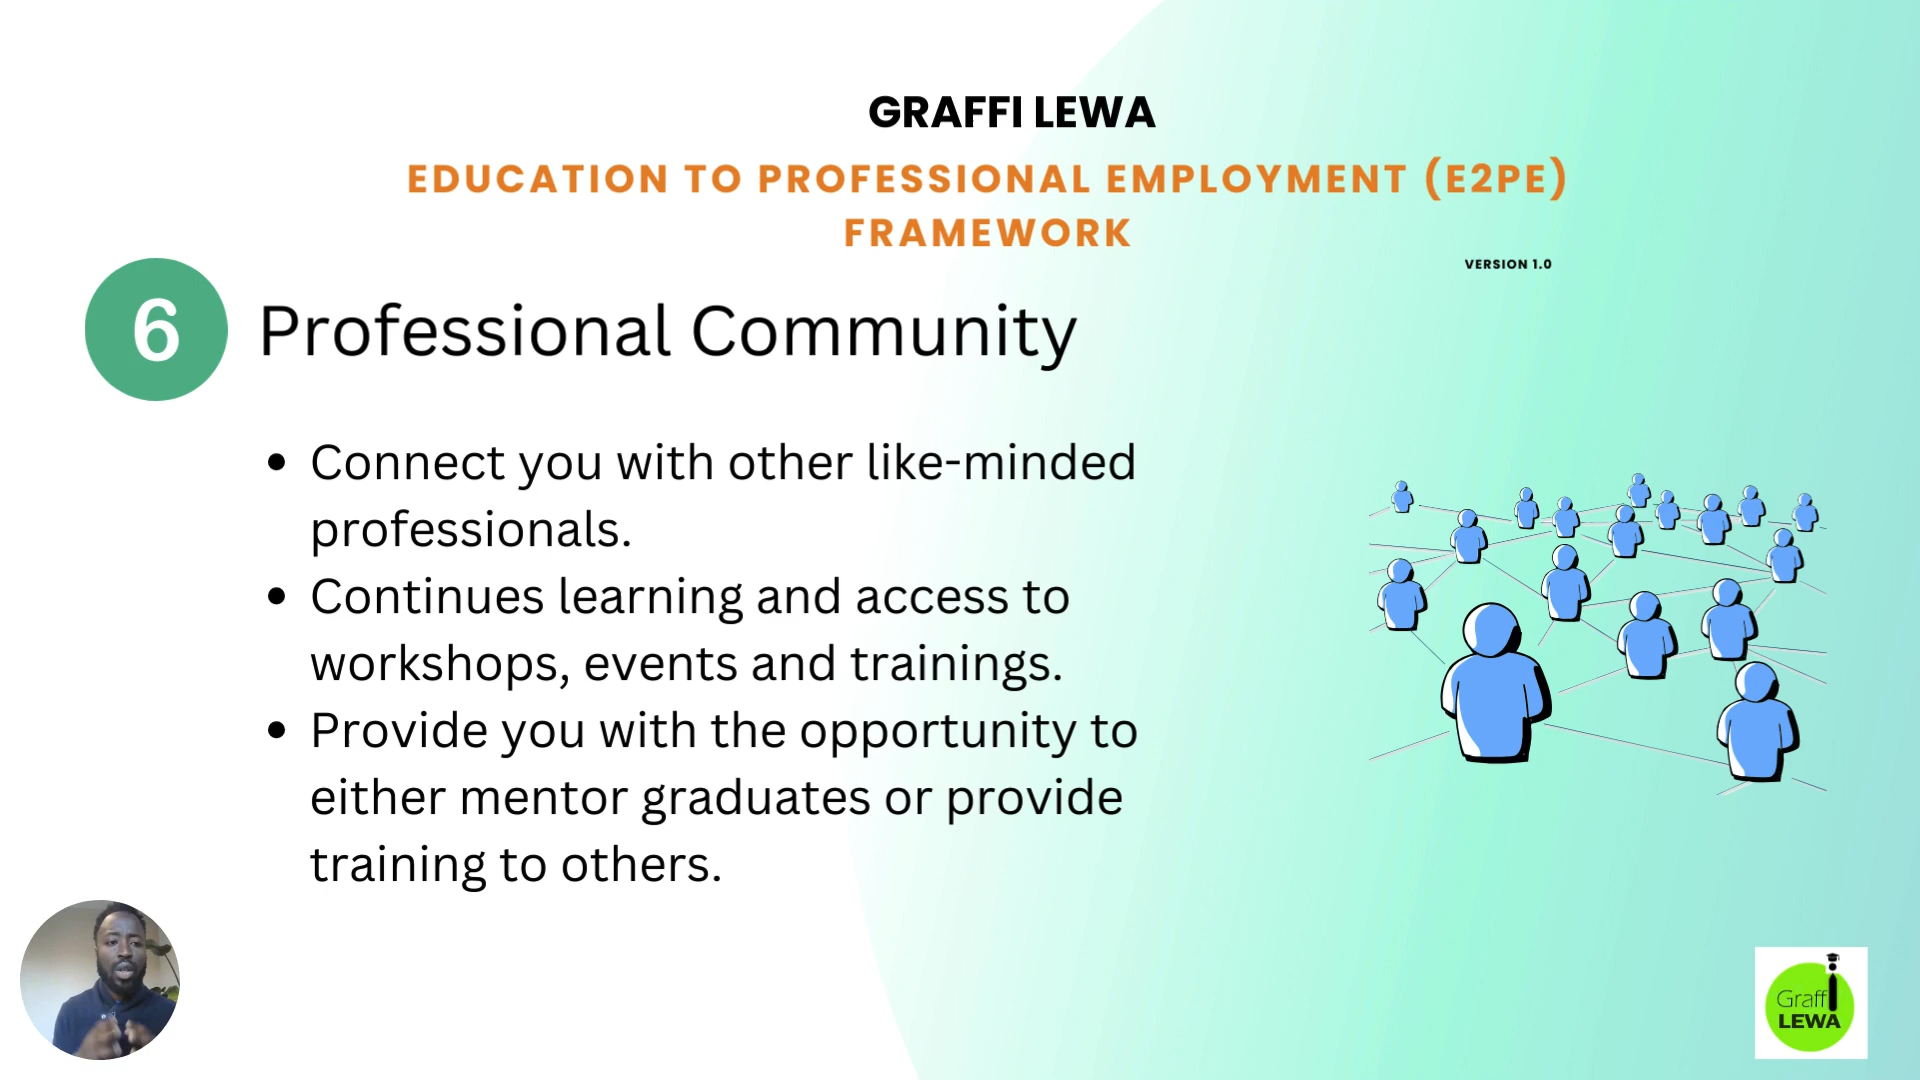 GRAFFI LEWA
EDUCATION TO PROFESSIONAL EMPLOYMENT (E2PE)
FRAMEWORK
VERSION 1.0
6
Professional Community
• Connect you with other like-minded
professionals.
• Continues learning and access to
workshops, events and trainings.
• Provide you with the opportunity to
either mentor graduates or provide
training to others.
Graffi
LEWA